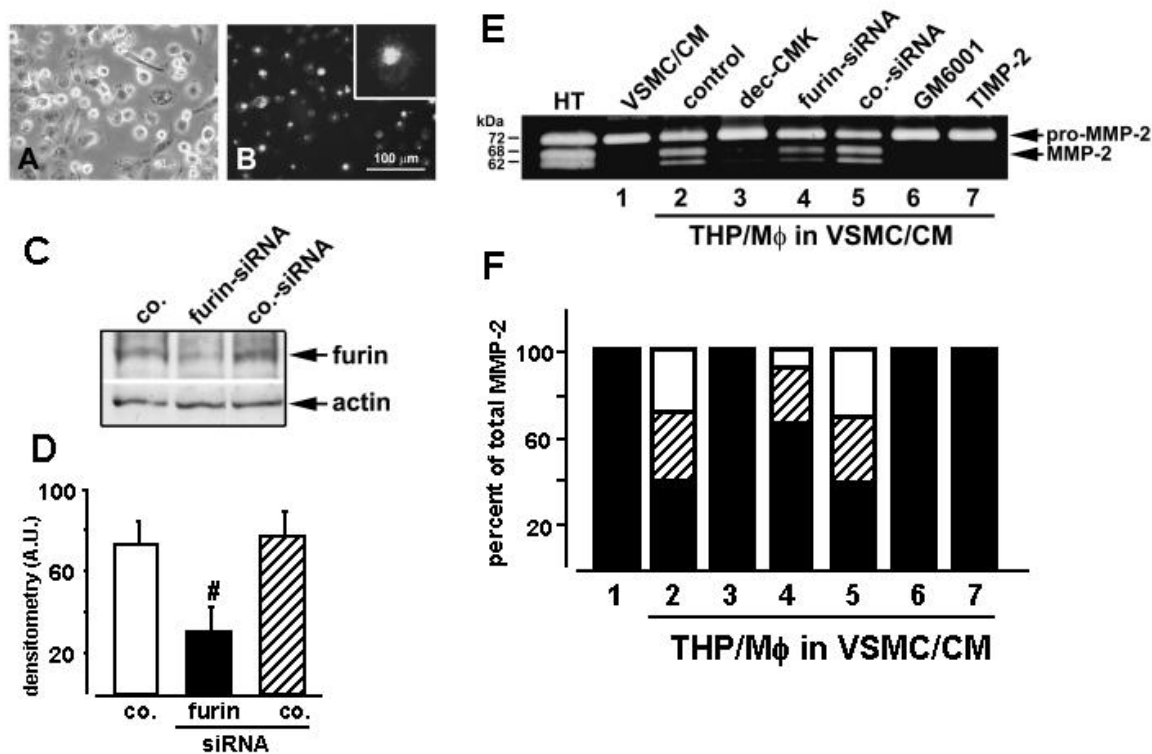 A
B
100 μm
C
co.
furin-siRNA
co.-siRNA
furin
actin
D
densitometry (A.U.)
100
60
20
#
co.
furin
co.
siRNA
E
kDa
72
68
62
HT
VSMC/CM
control
dec-CMK
furin-siRNA
co.-siRNA
GM6001
TIMP-2
pro-MMP-2
MMP-2
1 2 3 4 5 6 7
THP/Mϕ in VSMC/CM
F
percent of total MMP-2
100
60
20
1 2 3 4 5 6 7
THP/Mϕ in VSMC/CM